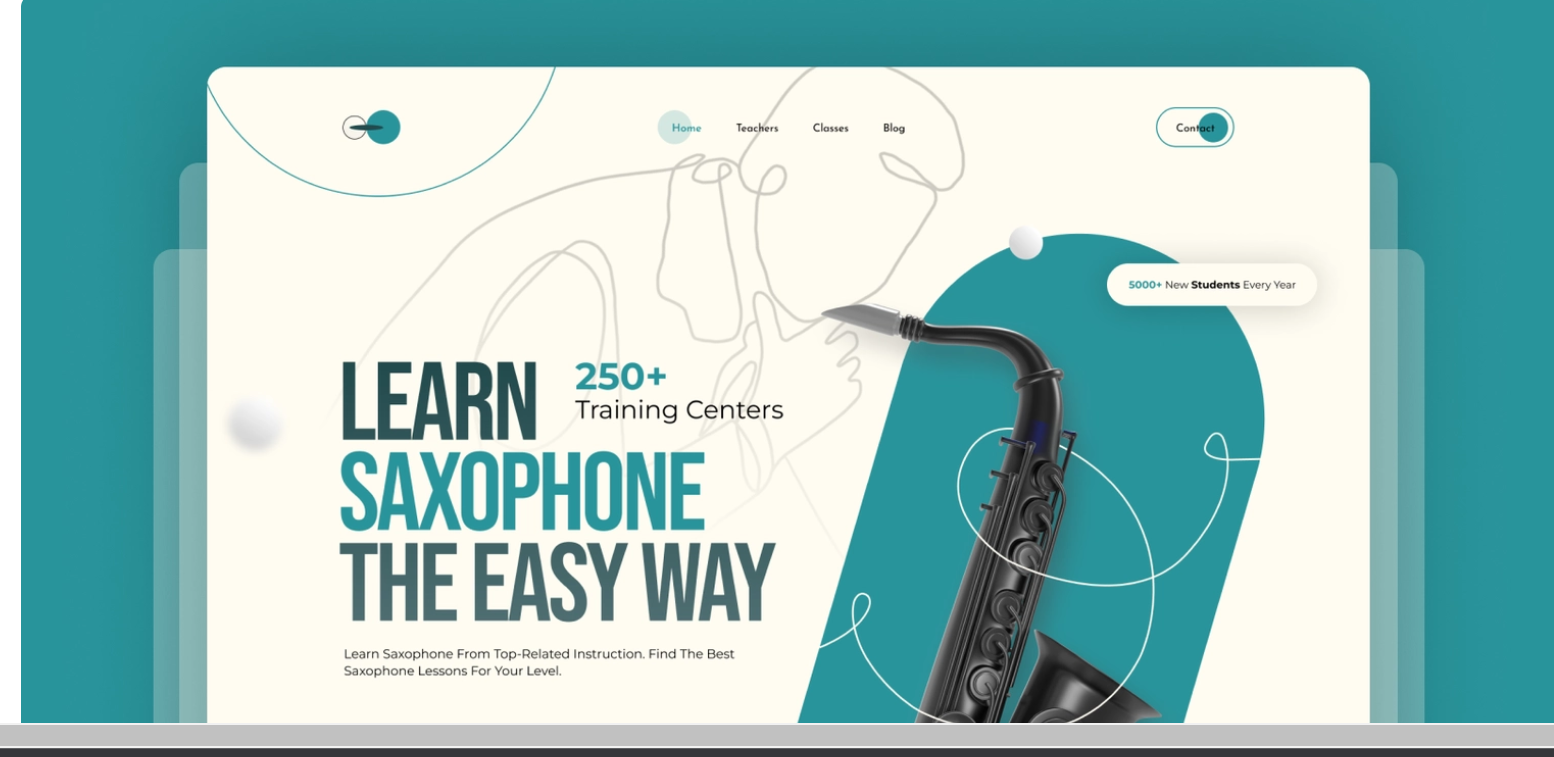 Home Teachers Classes Blog Contact
5000+ New Students Every Year
LEARN
250+
Training Centers
SAXOPHONE
THE EASY WAY
Learn Saxophone From Top-Related Instruction. Find The Best
Saxophone Lessons For Your Level.